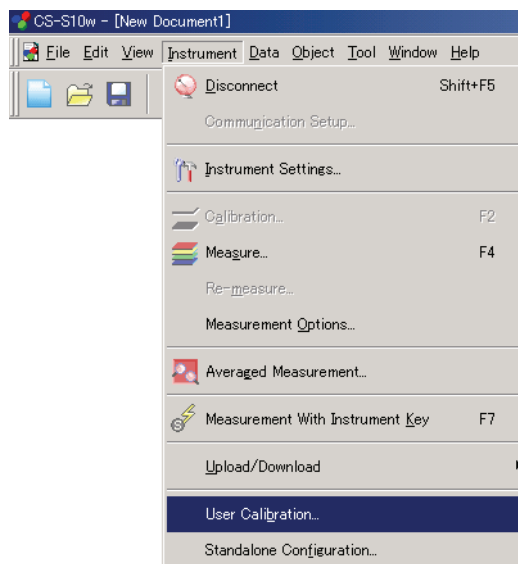 CS-S10w - [New Document1]
File Edit View Instrument Data Object Tool Window Help
Disconnect Shift+F5
Communication Setup...
Instrument Settings...
Calibration... F2
Measure... F4
Re-measure...
Measurement Options...
Averaged Measurement...
Measurement With Instrument Key F7
Upload/Download
User Calibration...
Standalone Configuration...